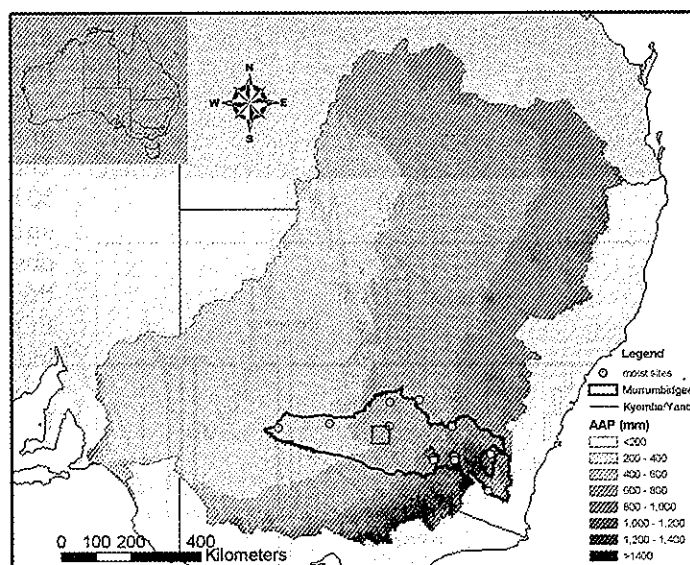 N
W E
S
Legend
moist sites
Murrumbidgee
Kyeamba/Yanc
AAP (mm)
<200
200 - 400
400 - 600
600 - 800
800 - 1,000
1,000 - 1,200
1,200 - 1,400
>1400
0 100 200 400
Kilometers